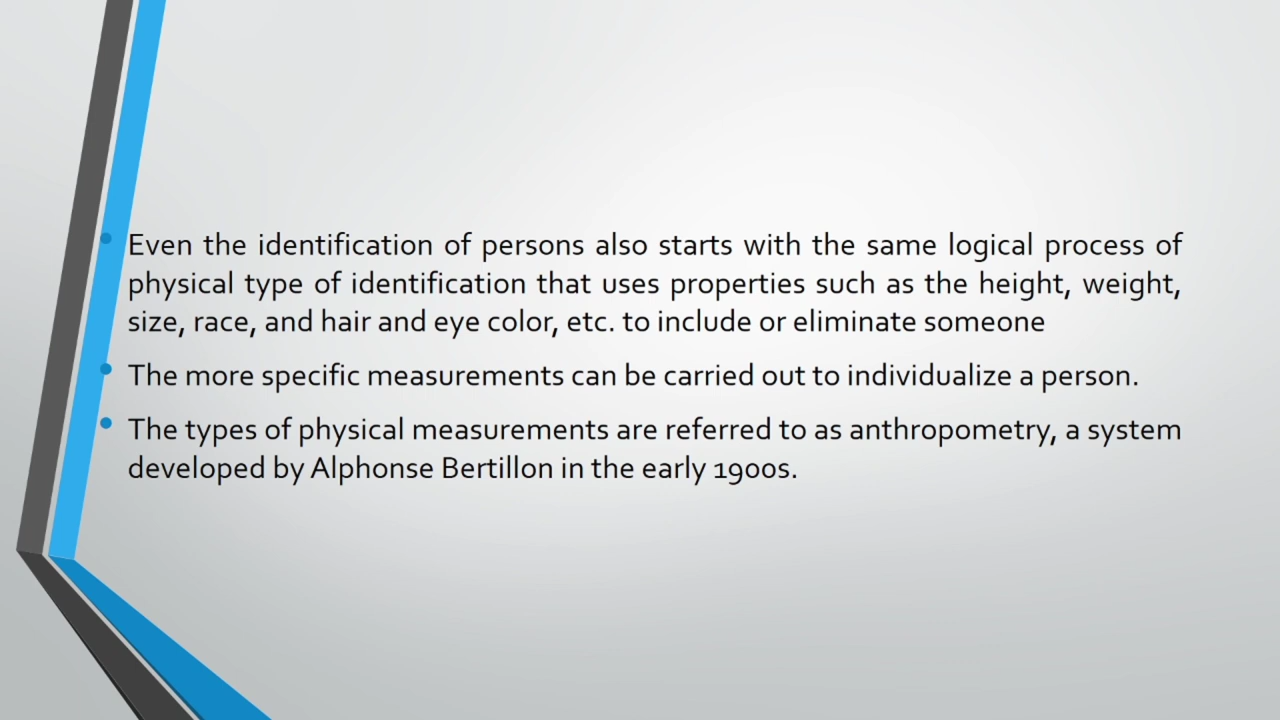 Even the identification of persons also starts with the same logical process of
physical type of identification that uses properties such as the height, weight,
size, race, and hair and eye color, etc. to include or eliminate someone
The more specific measurements can be carried out to individualize a person.
The types of physical measurements are referred to as anthropometry, a system
developed by Alphonse Bertillon in the early 1900s.